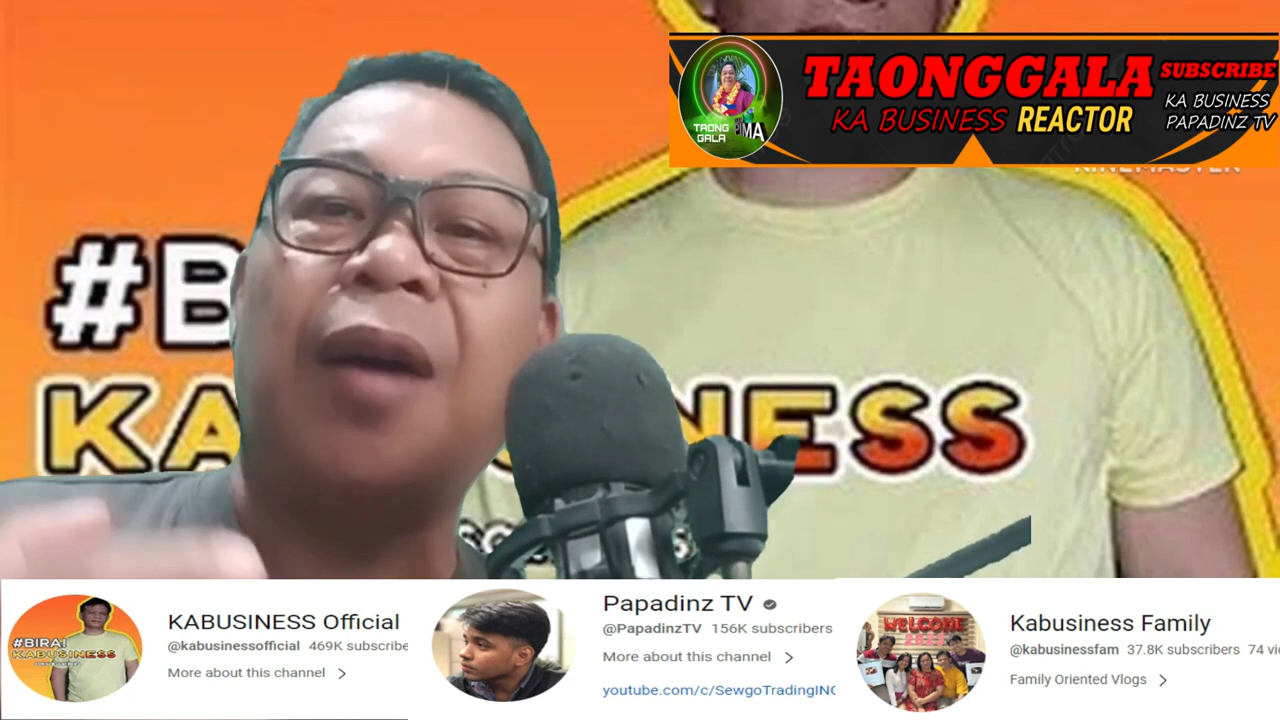 TAONGGALA
SUBSCRIBE
KA BUSINESS REACTOR
KA BUSINESS
PAPADINZ TV
TAONG
GALA
KINEMASTER
#B
KA NESS
KABUSINESS Official
@kabusinessofficial 469K subscribe
More about this channel >
#BIRAI
KABUSINESS
Papadinz TV
@PapadinzTV 156K subscribers
More about this channel >
youtube.com/c/SewgoTradingINC
Kabusiness Family
@kabusinessfam 37.8K subscribers 74 vi
Family Oriented Vlogs >
WELCOME